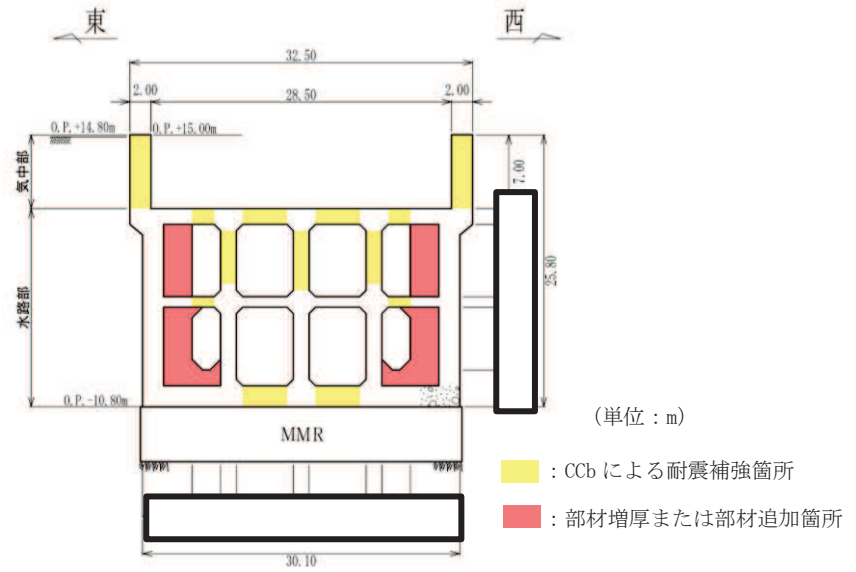 東
西
32.50
2.00
28.50
2.00
O.P.+14.80m
O.P.+15.00m
気中部
7.00
25.80
水路部
O.P.-10.80m
MMR
(単位：m)
：CCb による耐震補強箇所
：部材増厚または部材追加箇所
30.10